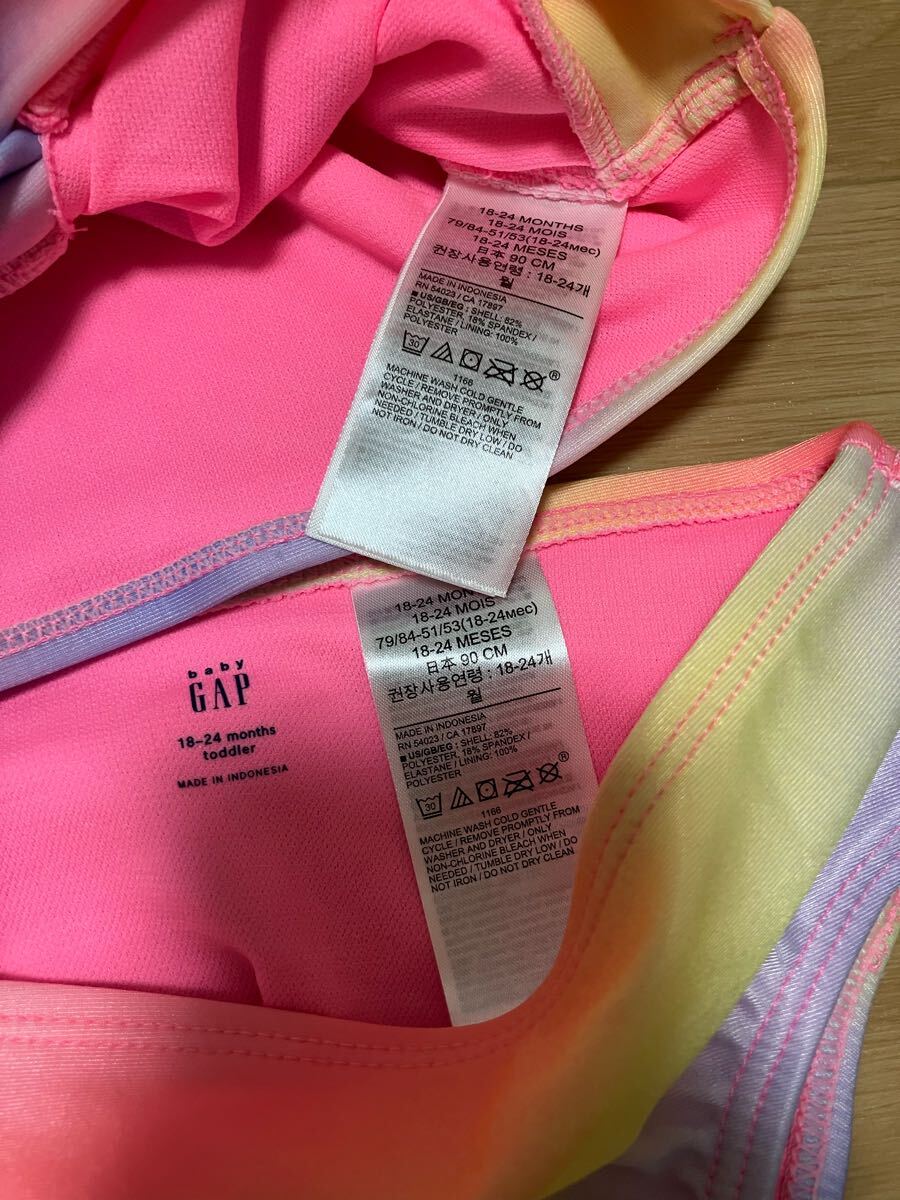 18-24 MONTHS
18-24 MOIS
79/84-51/53(18-24мес)
18-24 MESES
日本 90 CM
권장사용연령 : 18-24개
월
MADE IN INDONESIA
RN 54023 / CA 17897
■ US/GB/EG : SHELL: 82%
POLYESTER, 18% SPANDEX /
ELASTANE / LINING: 100%
POLYESTER
30
®
1166
MACHINE WASH COLD GENTLE
CYCLE / REMOVE PROMPTLY FROM
WASHER AND DRYER / ONLY
NON-CHLORINE BLEACH WHEN
NEEDED / TUMBLE DRY LOW / DO
NOT IRON / DO NOT DRY CLEAN
18-24 MON
18-24 MOIS
79/84-51/53(18-24мес)
18-24 MESES
日本 90 CM
권장사용연령 : 18-24개
월
MADE IN INDONESIA
RN 54023 / CA 17897
■ US/GB/EG : SHELL: 82%
POLYESTER, 18% SPANDEX /
ELASTANE / LINING: 100%
POLYESTER
30
®
1166
MACHINE WASH COLD GENTLE
CYCLE / REMOVE PROMPTLY FROM
WASHER AND DRYER / ONLY
NON-CHLORINE BLEACH WHEN
NEEDED / TUMBLE DRY LOW / DO
NOT IRON / DO NOT DRY CLEAN
baby
GAP
18-24 months
toddler
MADE IN INDONESIA